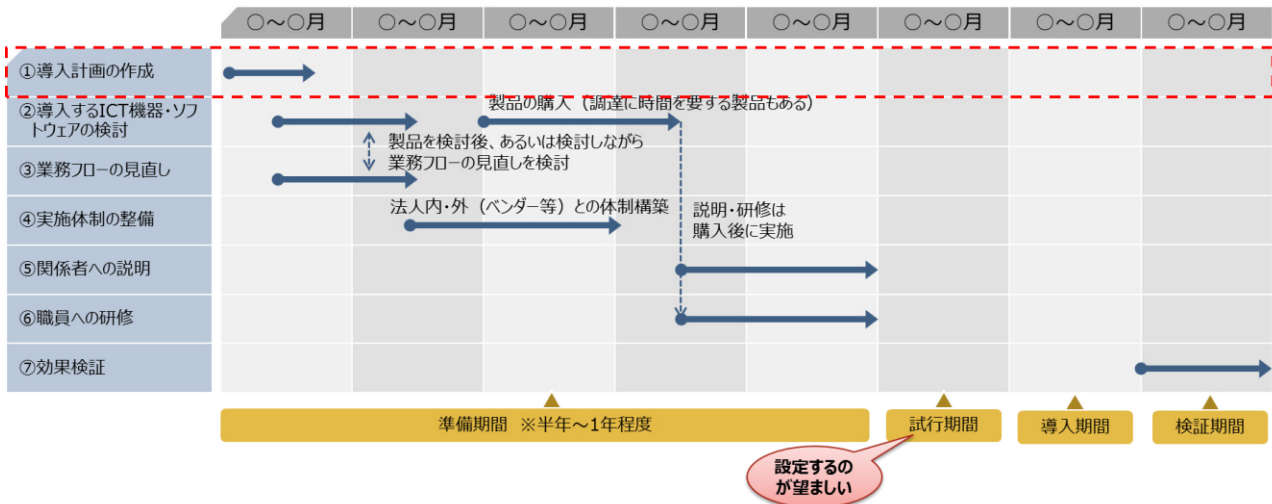 ○～○月 ○～○月 ○～○月 ○～○月 ○～○月 ○～○月 ○～○月 ○～○月
①導入計画の作成
②導入するICT機器・ソフ
トウェアの検討
製品の購入（調達に時間を要する製品もある）
製品を検討後、あるいは検討しながら
業務フローの見直しを検討
③業務フローの見直し
④実施体制の整備
法人内・外（ベンダー等）との体制構築
説明・研修は
購入後に実施
⑤関係者への説明
⑥職員への研修
⑦効果検証
準備期間 ※半年～1年程度
試行期間
導入期間
検証期間
設定するの
が望ましい